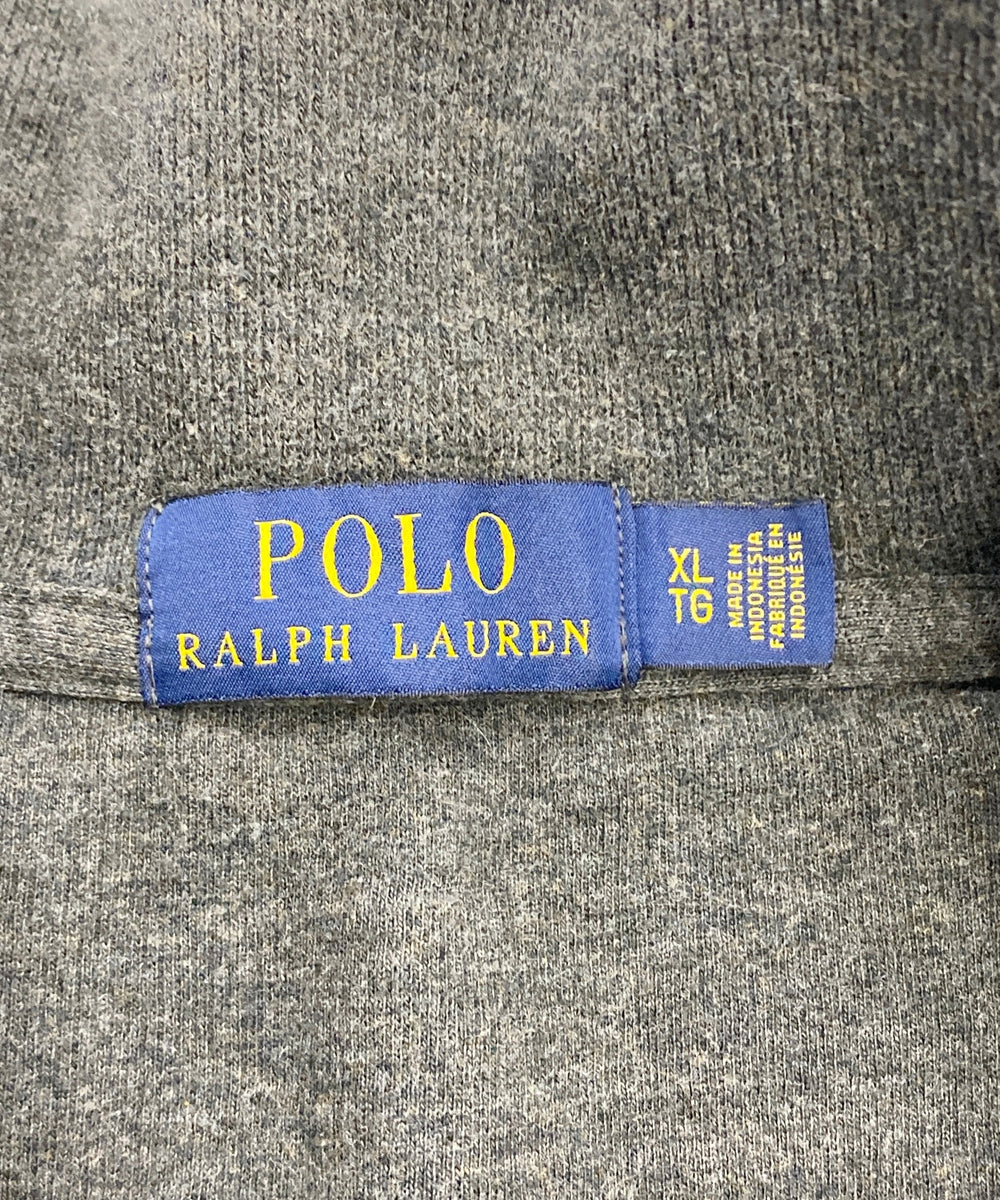 POLO
RALPH LAUREN
XL
TG
MADE IN
INDONESIA
FABRIQUÉ EN
INDONÉSIE